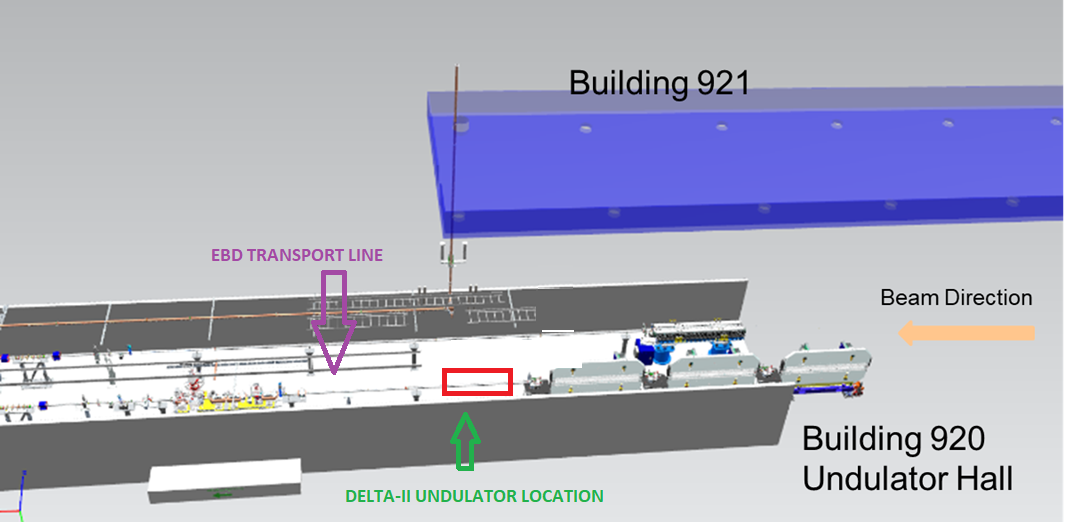 Building 921
EBD TRANSPORT LINE
Beam Direction
Building 920
Undulator Hall
DELTA-II UNDULATOR LOCATION